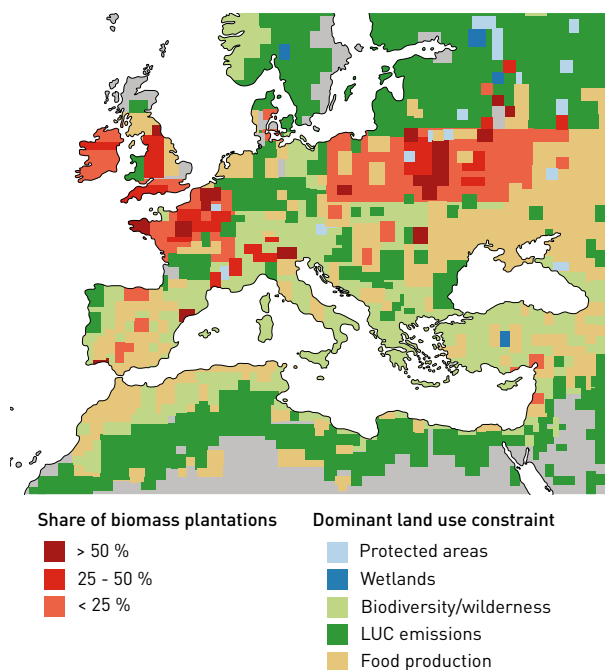 Share of biomass plantations
> 50 %
25 - 50 %
< 25 %
Dominant land use constraint
Protected areas
Wetlands
Biodiversity/wilderness
LUC emissions
Food production